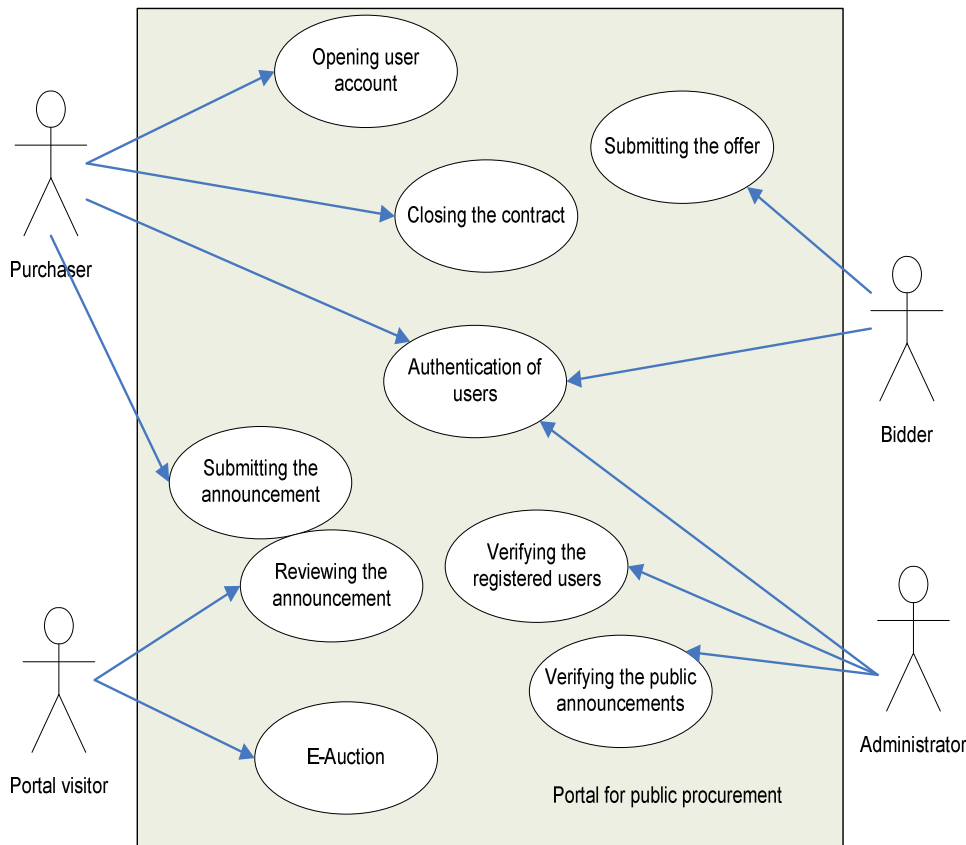 Opening user
account
Submitting the offer
Closing the contract
Purchaser
Authentication of
users
Bidder
Submitting the
announcement
Reviewing the
announcement
Verifying the
registered users
Verifying the public
announcements
Administrator
E-Auction
Portal visitor
Portal for public procurement